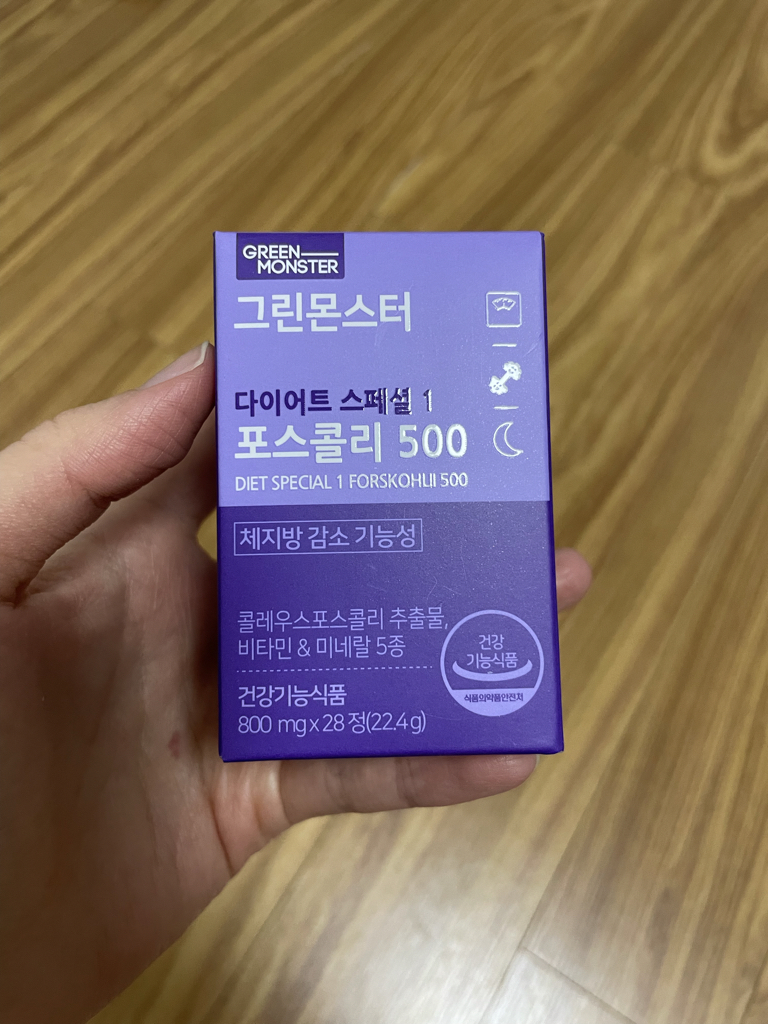 GREEN
MONSTER
그린몬스터
다이어트 스페셜 1
포스콜리 500
DIET SPECIAL 1 FORSKOHLII 500
체지방 감소 기능성
콜레우스포스콜리 추출물,
비타민 & 미네랄 5종
건강기능식품
800 mg x 28 정(22.4 g)
건강
기능식품
식품의약품안전처